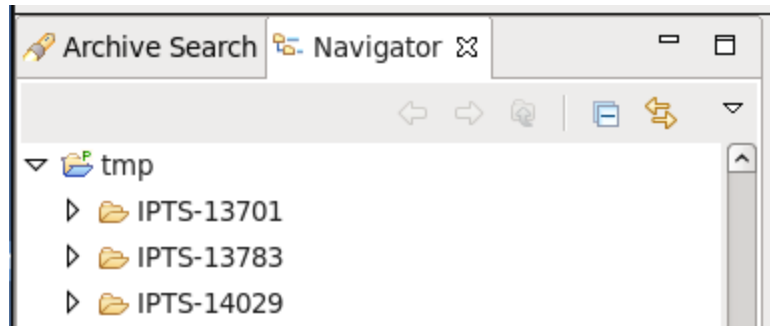 Archive Search Navigator
tmp
IPTS-13701
IPTS-13783
IPTS-14029